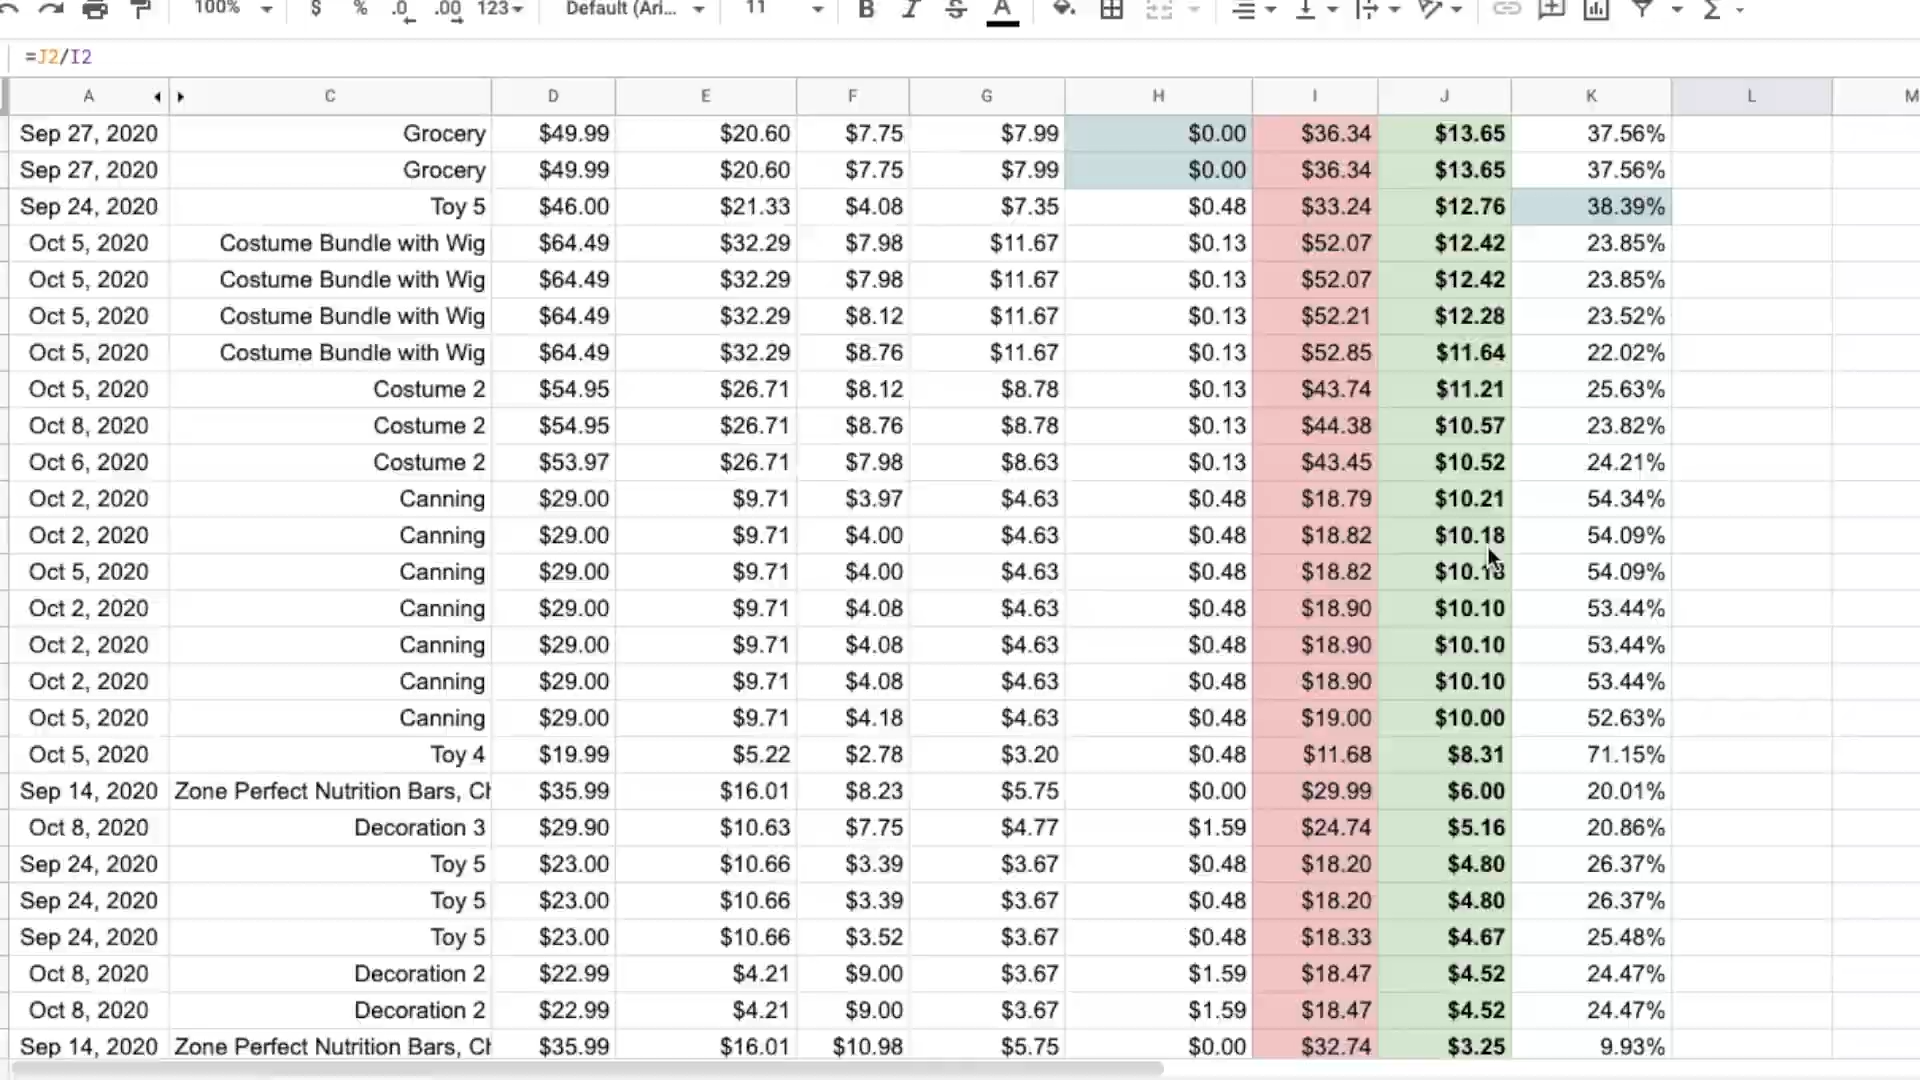 100% $ % .0 .00 123 Default (Ari... 11 B I S A Σ
=J2/I2
A C D E F G H I J K L M
Sep 27, 2020 Grocery $49.99 $20.60 $7.75 $7.99 $0.00 $36.34 $13.65 37.56%
Sep 27, 2020 Grocery $49.99 $20.60 $7.75 $7.99 $0.00 $36.34 $13.65 37.56%
Sep 24, 2020 Toy 5 $46.00 $21.33 $4.08 $7.35 $0.48 $33.24 $12.76 38.39%
Oct 5, 2020 Costume Bundle with Wig $64.49 $32.29 $7.98 $11.67 $0.13 $52.07 $12.42 23.85%
Oct 5, 2020 Costume Bundle with Wig $64.49 $32.29 $7.98 $11.67 $0.13 $52.07 $12.42 23.85%
Oct 5, 2020 Costume Bundle with Wig $64.49 $32.29 $8.12 $11.67 $0.13 $52.21 $12.28 23.52%
Oct 5, 2020 Costume Bundle with Wig $64.49 $32.29 $8.76 $11.67 $0.13 $52.85 $11.64 22.02%
Oct 5, 2020 Costume 2 $54.95 $26.71 $8.12 $8.78 $0.13 $43.74 $11.21 25.63%
Oct 8, 2020 Costume 2 $54.95 $26.71 $8.76 $8.78 $0.13 $44.38 $10.57 23.82%
Oct 6, 2020 Costume 2 $53.97 $26.71 $7.98 $8.63 $0.13 $43.45 $10.52 24.21%
Oct 2, 2020 Canning $29.00 $9.71 $3.97 $4.63 $0.48 $18.79 $10.21 54.34%
Oct 2, 2020 Canning $29.00 $9.71 $4.00 $4.63 $0.48 $18.82 $10.18 54.09%
Oct 5, 2020 Canning $29.00 $9.71 $4.00 $4.63 $0.48 $18.82 $10.18 54.09%
Oct 2, 2020 Canning $29.00 $9.71 $4.08 $4.63 $0.48 $18.90 $10.10 53.44%
Oct 2, 2020 Canning $29.00 $9.71 $4.08 $4.63 $0.48 $18.90 $10.10 53.44%
Oct 2, 2020 Canning $29.00 $9.71 $4.08 $4.63 $0.48 $18.90 $10.10 53.44%
Oct 5, 2020 Canning $29.00 $9.71 $4.18 $4.63 $0.48 $19.00 $10.00 52.63%
Oct 5, 2020 Toy 4 $19.99 $5.22 $2.78 $3.20 $0.48 $11.68 $8.31 71.15%
Sep 14, 2020 Zone Perfect Nutrition Bars, Ch $35.99 $16.01 $8.23 $5.75 $0.00 $29.99 $6.00 20.01%
Oct 8, 2020 Decoration 3 $29.90 $10.63 $7.75 $4.77 $1.59 $24.74 $5.16 20.86%
Sep 24, 2020 Toy 5 $23.00 $10.66 $3.39 $3.67 $0.48 $18.20 $4.80 26.37%
Sep 24, 2020 Toy 5 $23.00 $10.66 $3.39 $3.67 $0.48 $18.20 $4.80 26.37%
Sep 24, 2020 Toy 5 $23.00 $10.66 $3.52 $3.67 $0.48 $18.33 $4.67 25.48%
Oct 8, 2020 Decoration 2 $22.99 $4.21 $9.00 $3.67 $1.59 $18.47 $4.52 24.47%
Oct 8, 2020 Decoration 2 $22.99 $4.21 $9.00 $3.67 $1.59 $18.47 $4.52 24.47%
Sep 14, 2020 Zone Perfect Nutrition Bars, Ch $35.99 $16.01 $10.98 $5.75 $0.00 $32.74 $3.25 9.93%